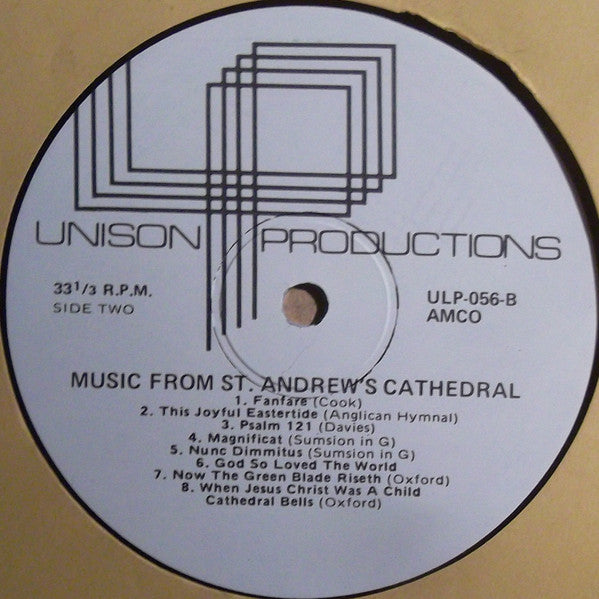 UNISON PRODUCTIONS
33 1/3 R.P.M.
SIDE TWO
ULP-056-B
AMCO
MUSIC FROM ST. ANDREW'S CATHEDRAL
1. Fanfare (Cook)
2. This Joyful Eastertide (Anglican Hymnal)
3. Psalm 121 (Davies)
4. Magnificat (Sumsion in G)
5. Nunc Dimmitus (Sumsion in G)
6. God So Loved The World
7. Now The Green Blade Riseth (Oxford)
8. When Jesus Christ Was A Child
Cathedral Bells (Oxford)